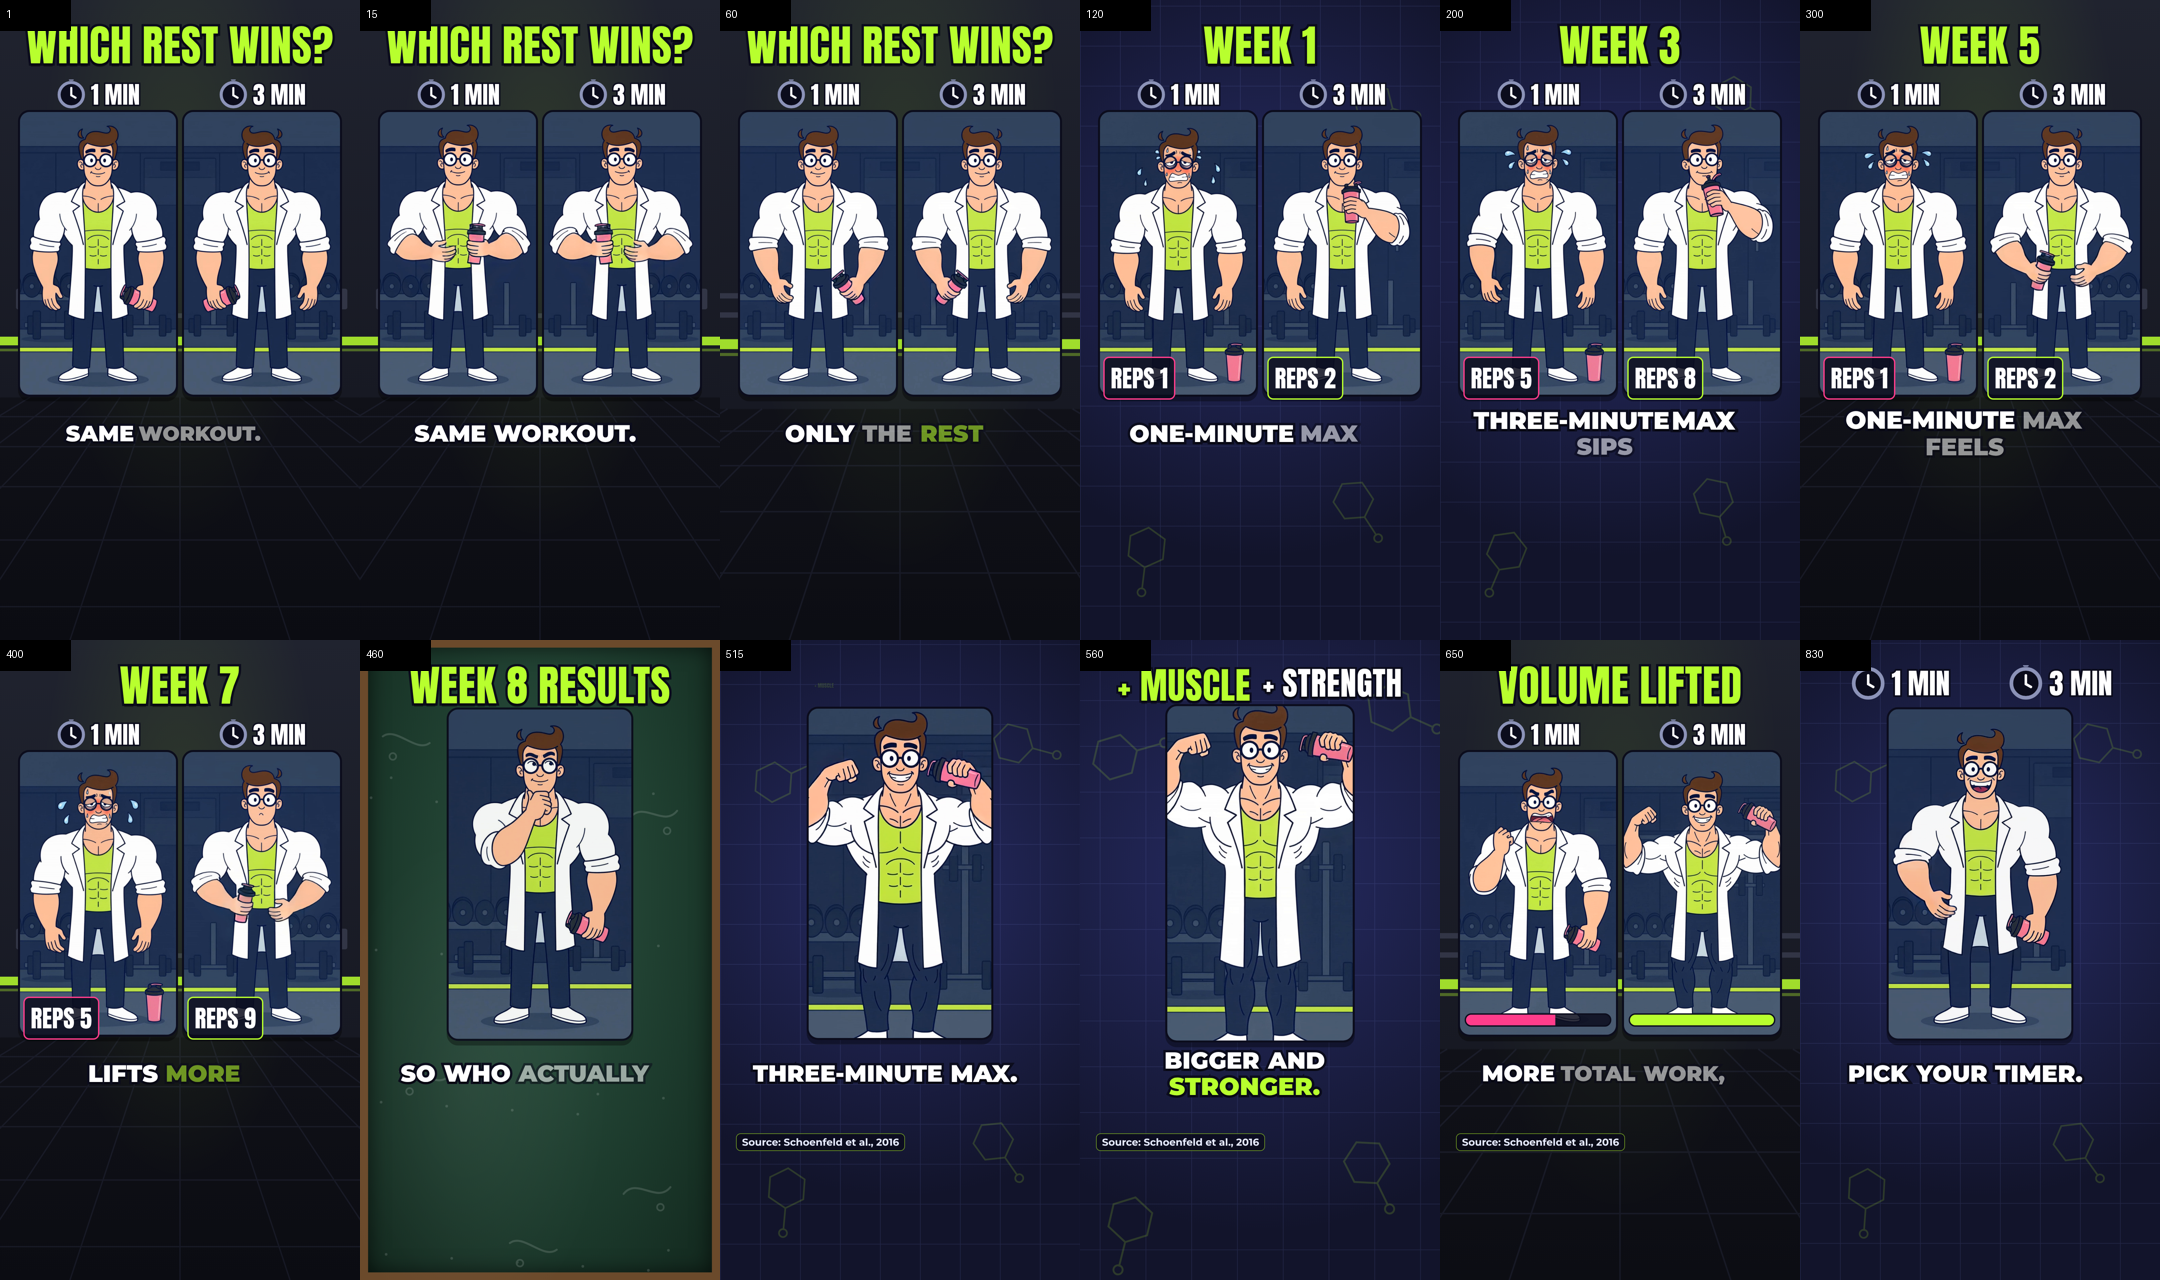 1
WHICH REST WINS?
1 MIN
3 MIN
SAME WORKOUT.
15
WHICH REST WINS?
1 MIN
3 MIN
SAME WORKOUT.
60
WHICH REST WINS?
1 MIN
3 MIN
ONLY THE REST
120
WEEK 1
1 MIN
3 MIN
REPS 1
REPS 2
ONE-MINUTE MAX
200
WEEK 3
1 MIN
3 MIN
REPS 5
REPS 8
THREE-MINUTE MAX
SIPS
300
WEEK 5
1 MIN
3 MIN
REPS 1
REPS 2
ONE-MINUTE MAX
FEELS
400
WEEK 7
1 MIN
3 MIN
REPS 5
REPS 9
LIFTS MORE
460
WEEK 8 RESULTS
SO WHO ACTUALLY
515
THREE-MINUTE MAX.
Source: Schoenfeld et al., 2016
560
+ MUSCLE + STRENGTH
BIGGER AND
STRONGER.
Source: Schoenfeld et al., 2016
650
VOLUME LIFTED
1 MIN
3 MIN
MORE TOTAL WORK,
Source: Schoenfeld et al., 2016
830
1 MIN
3 MIN
PICK YOUR TIMER.